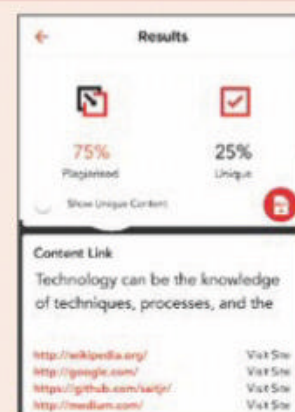 Results
75%
25%
Plagiarised
Unique
Show Unique Content
Content Link
Technology can be the knowledge
of techniques, processes, and the
http://wikipedia.org/
Visit Site
http://google.com/
Visit Site
https://github.com/saitjr/
Visit Site
http://medium.com/
Visit Site